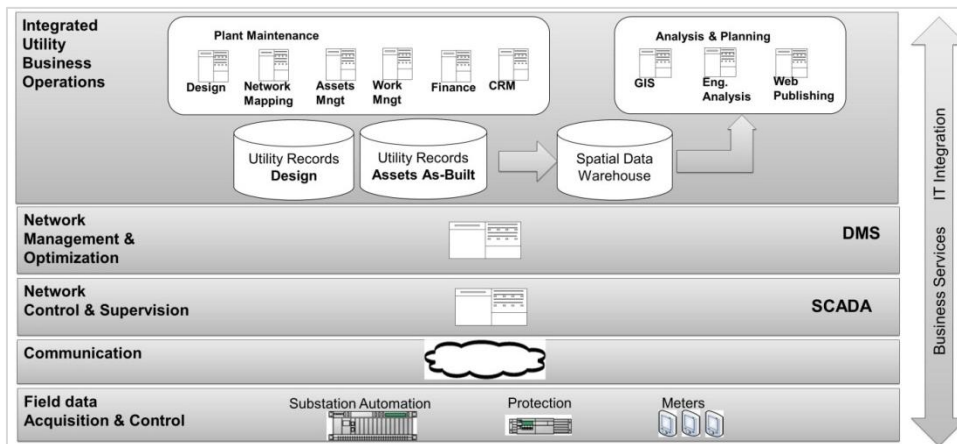 Integrated
Utility
Business
Operations
Plant Maintenance
Design
Network
Mapping
Assets
Mngt
Work
Mngt
Finance
CRM
Analysis & Planning
GIS
Eng.
Analysis
Web
Publishing
Utility Records
Design
Utility Records
Assets As-Built
Spatial Data
Warehouse
Network
Management &
Optimization
DMS
Network
Control & Supervision
SCADA
Communication
Field data
Acquisition & Control
Substation Automation
Protection
Meters
Business Services IT Integration